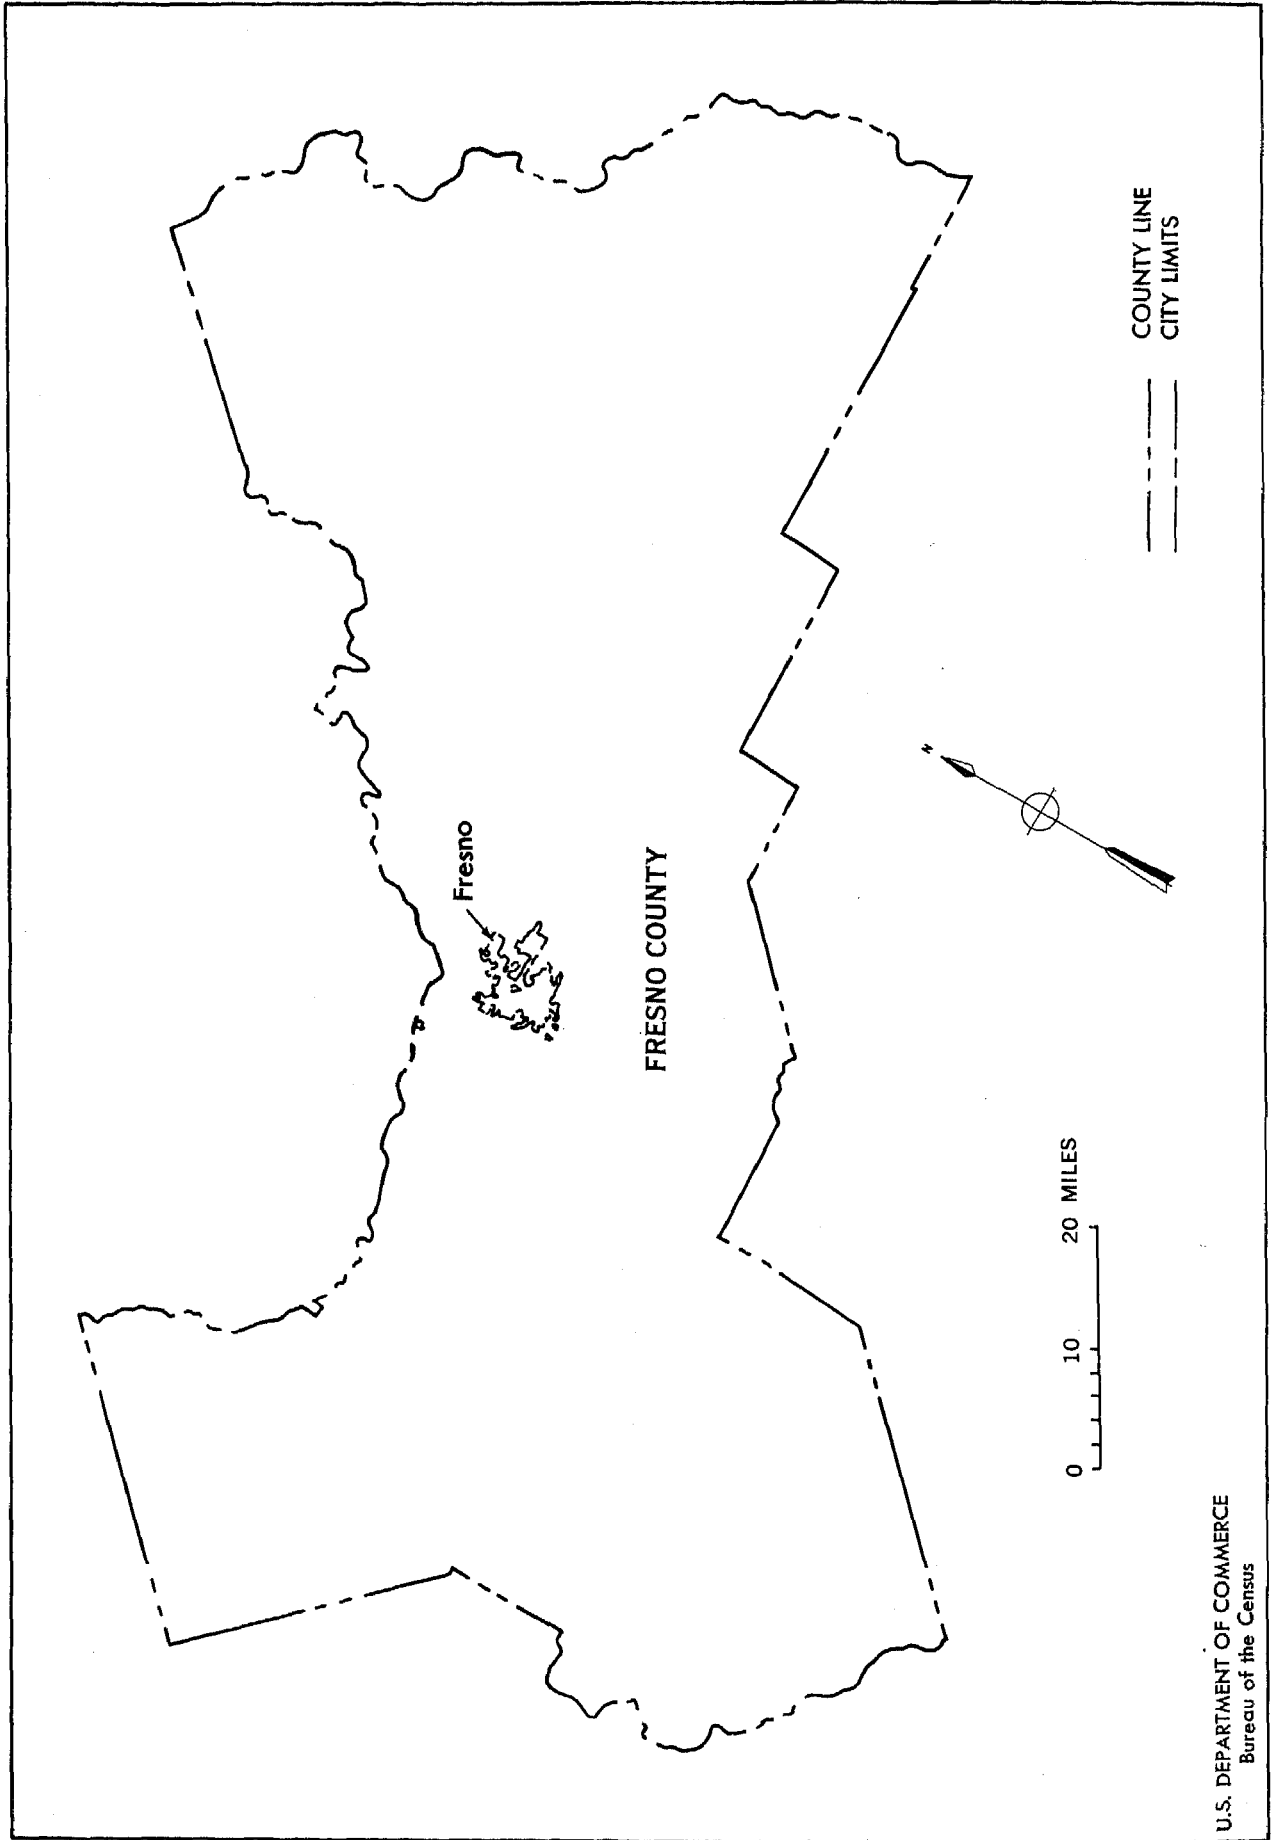 Fresno
FRESNO COUNTY
N
0 10 20 MILES
COUNTY LINE
CITY LIMITS
U.S. DEPARTMENT OF COMMERCE
Bureau of the Census